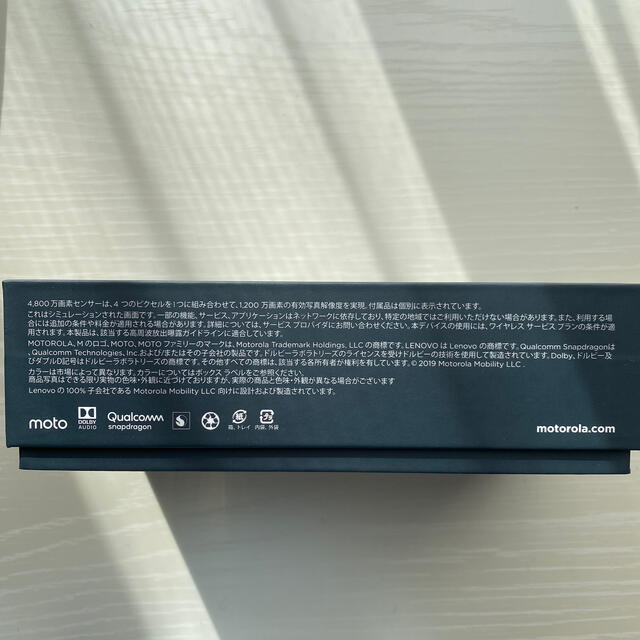 4,800 万画素センサーは、4 つのピクセルを1つに組み合わせて、1,200 万画素の有効写真解像度を実現。付属品は個別に表示されています。
これはシミュレーションされた画面です。一部の機能、サービス、アプリケーションはネットワークに依存しており、特定の地域ではご利用いただけない場合があります。また、利用する場
合には追加の条件や料金が適用される場合があります。詳細については、サービス プロバイダにお問い合わせください。本デバイスの使用には、ワイヤレス サービス プランの条件が適
用されます。本製品は、該当する高周波放出曝露ガイドラインに適合しています。
MOTOROLA、M のロゴ、MOTO、MOTO ファミリーのマークは、Motorola Trademark Holdings, LLC の商標です。LENOVO は Lenovo の商標です。Qualcomm Snapdragonは
、Qualcomm Technologies, Inc.およびまたはその子会社の製品です。ドルビーラボラトリーズのライセンスを受けドルビーの技術を使用して製造されています。Dolby、ドルビー及
びダブルD記号はドルビーラボラトリーズの商標です。その他すべての商標は、該当する各所有者が権利を有しています。© 2019 Motorola Mobility LLC .
カラーは市場によって異なります。カラーについてはボックス ラベルをご参照ください。
商品写真はできる限り実物の色味・外観に近づけておりますが、実際の商品と色味・外観が異なる場合がございます
Lenovo の 100% 子会社である Motorola Mobility LLC 向けに設計および製造されています。
moto
DOLBY
AUDIO
Qualcomm
snapdragon
紙
箱、トレイ
プラ
内袋、外袋
motorola.com